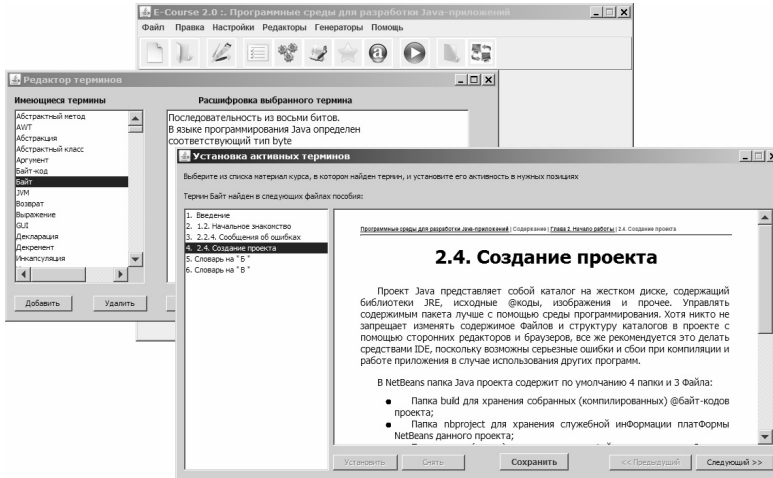 E-Course 2.0 :. Программные среды для разработки Java-приложений
Файл Правка Настройки Редакторы Генераторы Помощь
Редактор терминов
Имеющиеся термины
Расшифровка выбранного термина
Абстрактный метод
AWT
Абстракция
Абстрактный класс
Аргумент
Байт-код
Байт
JVM
Возврат
Выражение
GUI
Декларация
Декремент
Инкапсуляция
Последовательность из восьми битов.
В языке программирования Java определен
соответствующий тип byte
Добавить Удалить
Установка активных терминов
Выберите из списка материал курса, в котором найден термин, и установите его активность в нужных позициях
Термин Байт найден в следующих файлах пособия:
1. Введение
2. 1.2. Начальное знакомство
3. 2.2.4. Сообщения об ошибках
4. 2.4. Создание проекта
5. Словарь на "Б"
6. Словарь на "В"
Программные среды для разработки Java-приложений | Содержание | Глава 2. Начало работы | 2.4. Создание проекта
2.4. Создание проекта
Проект Java представляет собой каталог на жестком диске, содержащий
библиотеки JRE, исходные @коды, изображения и прочее. Управлять
содержимым пакета лучше с помощью среды программирования. Хотя никто не
запрещает изменять содержимое Файлов и структуру каталогов в проекте с
помощью сторонних редакторов и браузеров, все же рекомендуется это делать
средствами IDE, поскольку возможны серьезные ошибки и сбои при компиляции и
работе приложения в случае использования других программ.
В NetBeans папка Java проекта содержит по умолчанию 4 папки и 3 Файла:
● Папка build для хранения собранных (компилированных) @байт-кодов
проекта;
● Папка nbproject для хранения служебной инФормации платФормы
NetBeans данного проекта;
Установить Снять Сохранить << Предыдущий Следующий >>